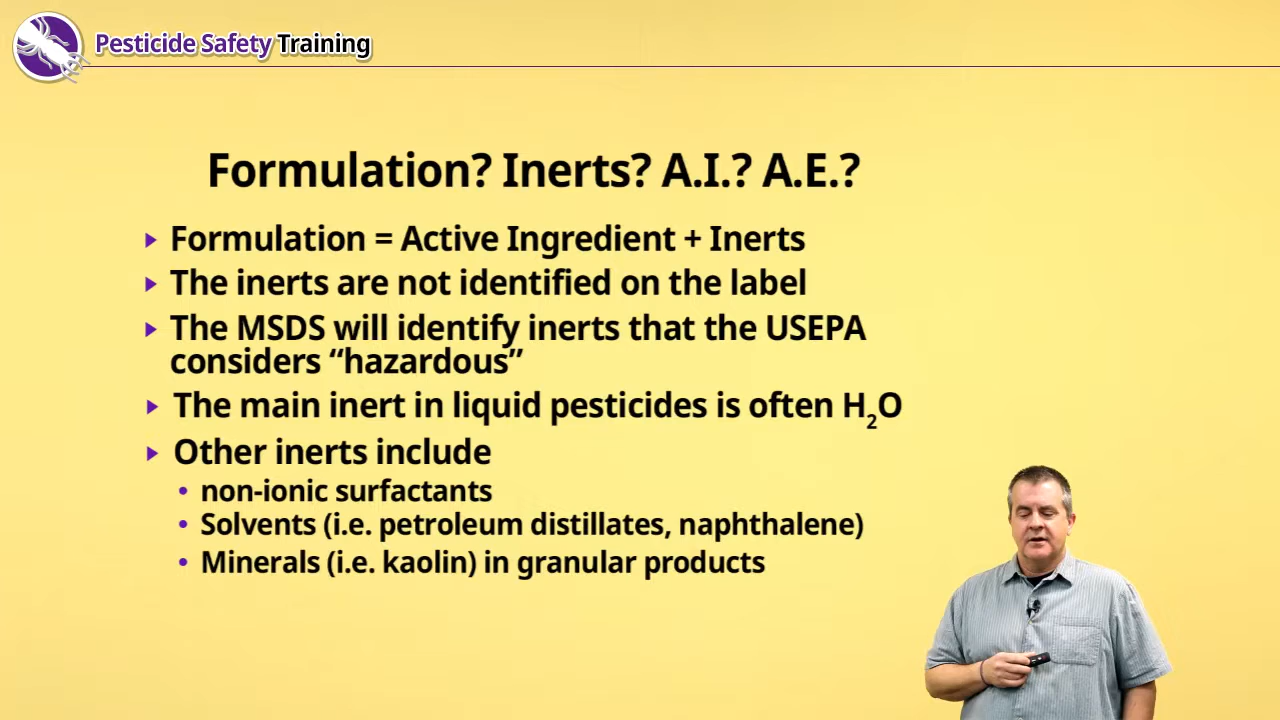 Pesticide Safety Training
Formulation? Inerts? A.I.? A.E.?
Formulation = Active Ingredient + Inerts
The inerts are not identified on the label
The MSDS will identify inerts that the USEPA
considers “hazardous”
The main inert in liquid pesticides is often H₂O
Other inerts include
non-ionic surfactants
Solvents (i.e. petroleum distillates, naphthalene)
Minerals (i.e. kaolin) in granular products